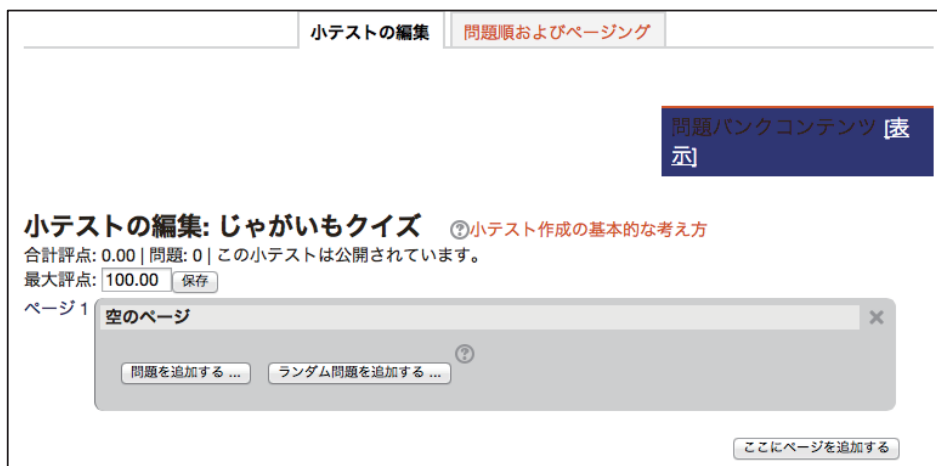 小テストの編集 問題順およびページング
問題バンクコンテンツ [表
示]
小テストの編集: じゃがいもクイズ ?小テスト作成の基本的な考え方
合計評点: 0.00 | 問題: 0 | この小テストは公開されています。
最大評点: 100.00 保存
ページ 1 空のページ ×
問題を追加する ... ランダム問題を追加する ... ?
ここにページを追加する